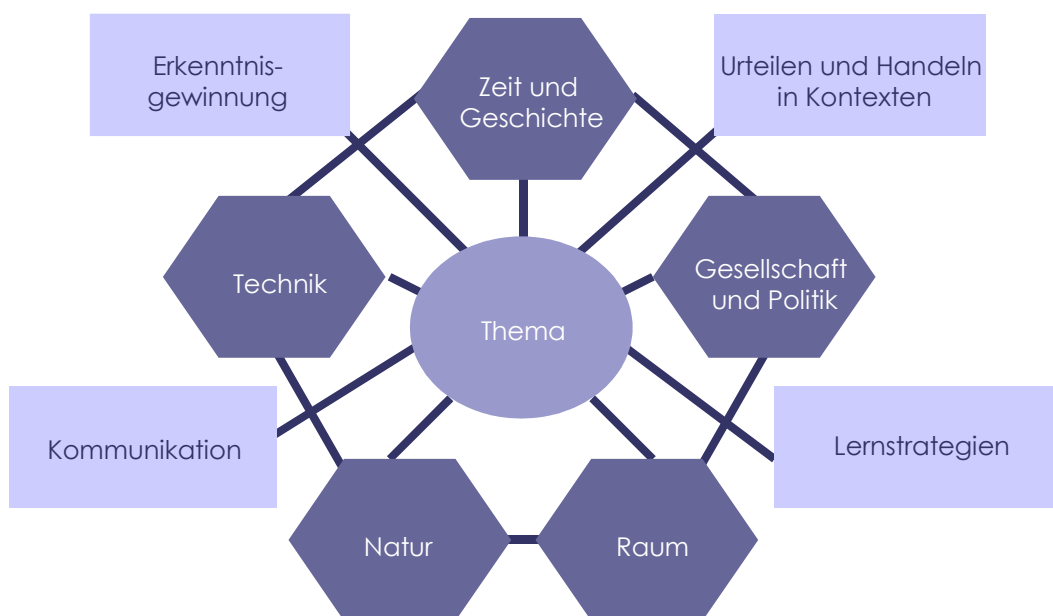 Erkenntnis-
gewinnung
Zeit und
Geschichte
Urteilen und Handeln
in Kontexten
Technik
Gesellschaft
und Politik
Thema
Kommunikation
Lernstrategien
Natur
Raum